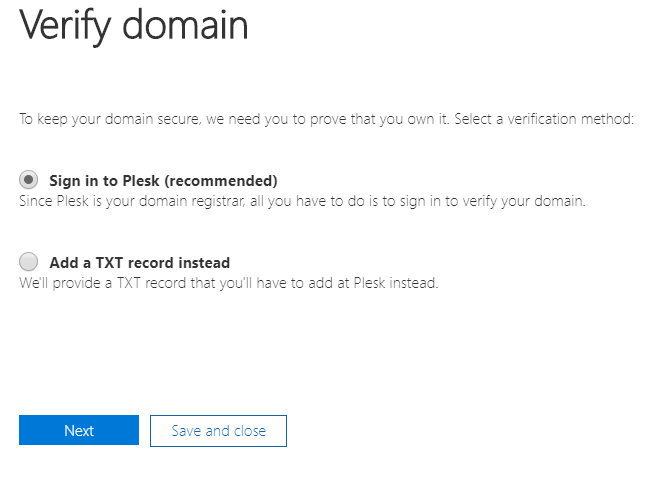 Verify domain
To keep your domain secure, we need you to prove that you own it. Select a verification method:
Sign in to Plesk (recommended)
Since Plesk is your domain registrar, all you have to do is to sign in to verify your domain.
Add a TXT record instead
We'll provide a TXT record that you'll have to add at Plesk instead.
Next
Save and close